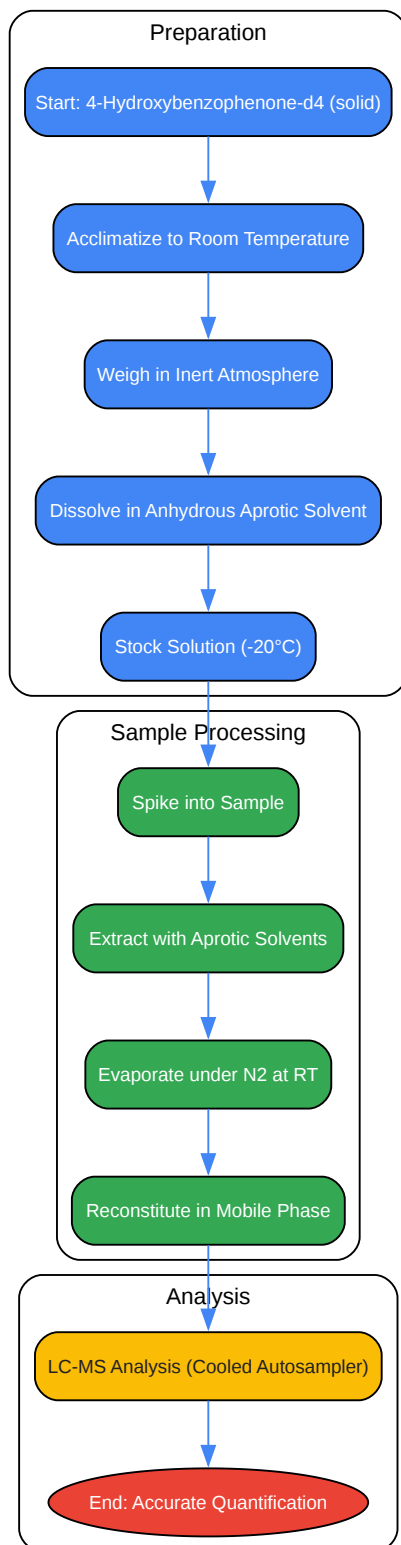 Preparation
Start: 4-Hydroxybenzophenone-d4 (solid)
Acclimatize to Room Temperature
Weigh in Inert Atmosphere
Dissolve in Anhydrous Aprotic Solvent
Stock Solution (-20°C)
Sample Processing
Spike into Sample
Extract with Aprotic Solvents
Evaporate under N2 at RT
Reconstitute in Mobile Phase
Analysis
LC-MS Analysis (Cooled Autosampler)
End: Accurate Quantification